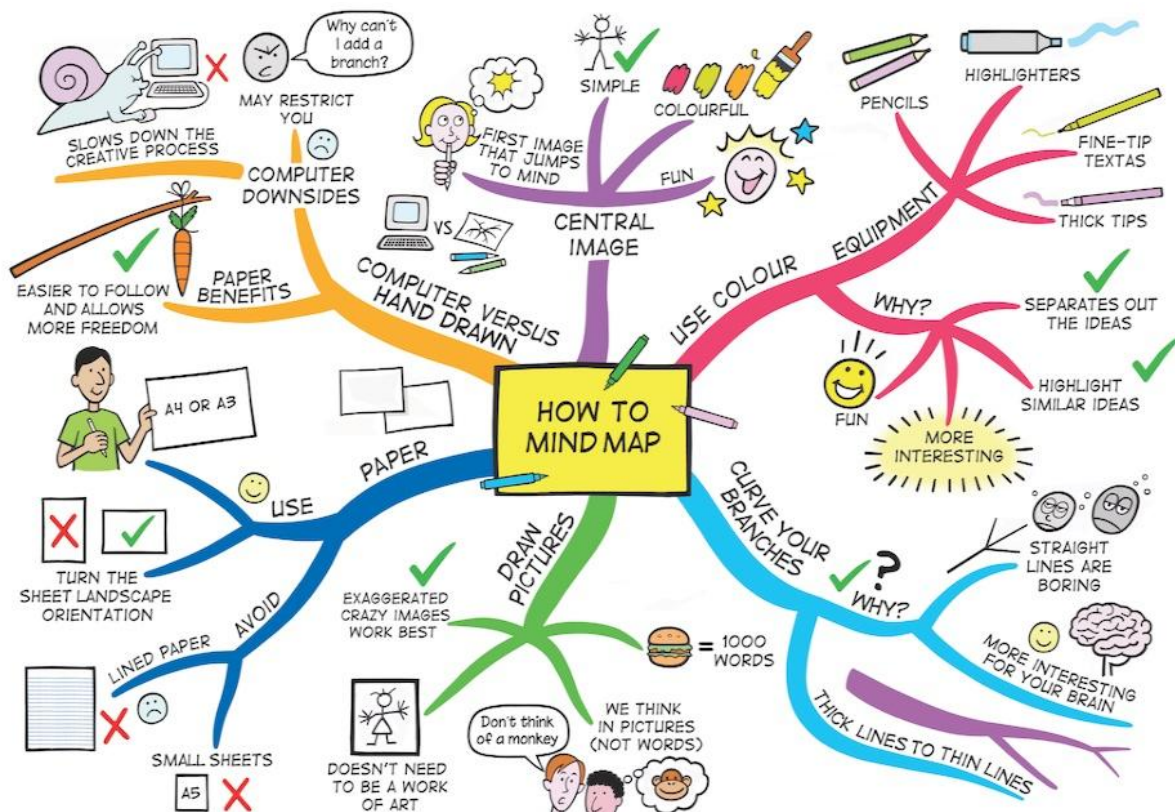 HOW TO
MIND MAP
COMPUTER VERSUS
HAND DRAWN
COMPUTER
DOWNSIDES
SLOWS DOWN THE
CREATIVE PROCESS
MAY RESTRICT
YOU
Why can't
I add a
branch?
PAPER
BENEFITS
EASIER TO FOLLOW
AND ALLOWS
MORE FREEDOM
VS
CENTRAL
IMAGE
FIRST IMAGE
THAT JUMPS
TO MIND
SIMPLE
COLOURFUL
FUN
USE COLOUR
EQUIPMENT
PENCILS
HIGHLIGHTERS
FINE-TIP
TEXTAS
THICK TIPS
WHY?
SEPARATES OUT
THE IDEAS
HIGHLIGHT
SIMILAR IDEAS
MORE
INTERESTING
FUN
CURVE YOUR
BRANCHES
?
WHY?
STRAIGHT
LINES ARE
BORING
MORE INTERESTING
FOR YOUR
BRAIN
THICK LINES TO THIN LINES
DRAW
PICTURES
EXAGGERATED
CRAZY IMAGES
WORK BEST
DOESN'T NEED
TO BE A WORK
OF ART
WE THINK
IN PICTURES
(NOT WORDS)
Don't think
of a monkey
= 1000
WORDS
PAPER
USE
A4 OR A3
TURN THE
SHEET LANDSCAPE
ORIENTATION
AVOID
LINED PAPER
SMALL SHEETS
A5